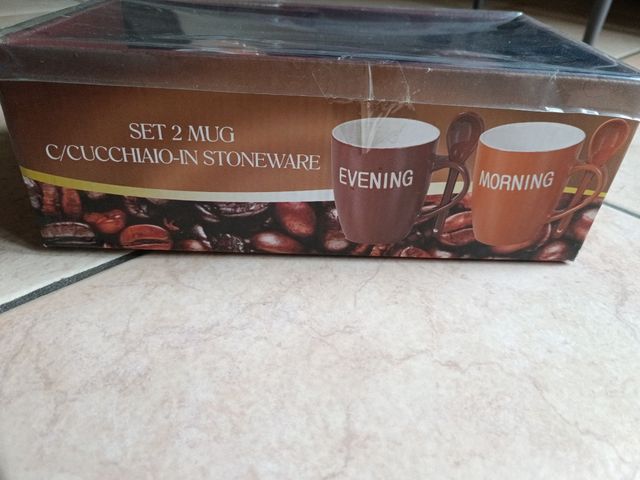 SET 2 MUG
C/CUCCHIAIO-IN STONEWARE
EVENING
MORNING